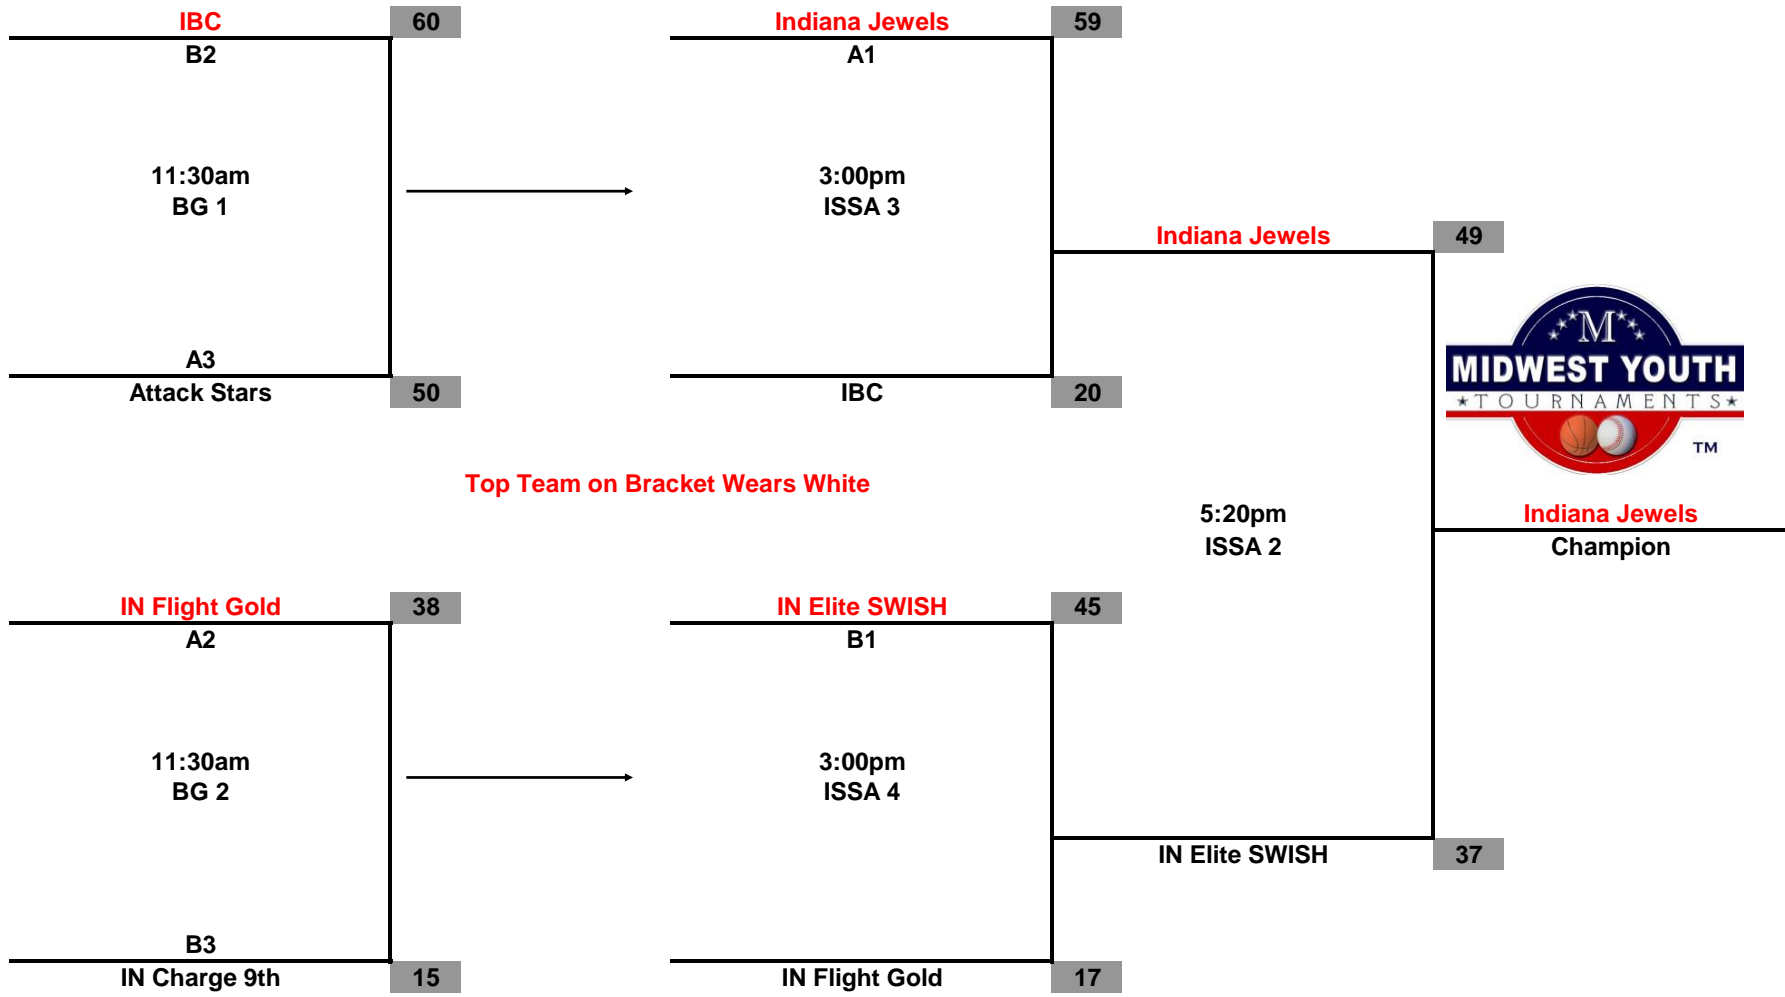 IBC 60
B2
11:30am
BG 1
A3
Attack Stars 50
Indiana Jewels 59
A1
3:00pm
ISSA 3
IBC 20
Indiana Jewels 49
M
MIDWEST YOUTH
TOURNAMENTS
TM
Top Team on Bracket Wears White
5:20pm
ISSA 2
Indiana Jewels
Champion
IN Flight Gold 38
A2
11:30am
BG 2
B3
IN Charge 9th 15
IN Elite SWISH 45
B1
3:00pm
ISSA 4
IN Flight Gold 17
IN Elite SWISH 37